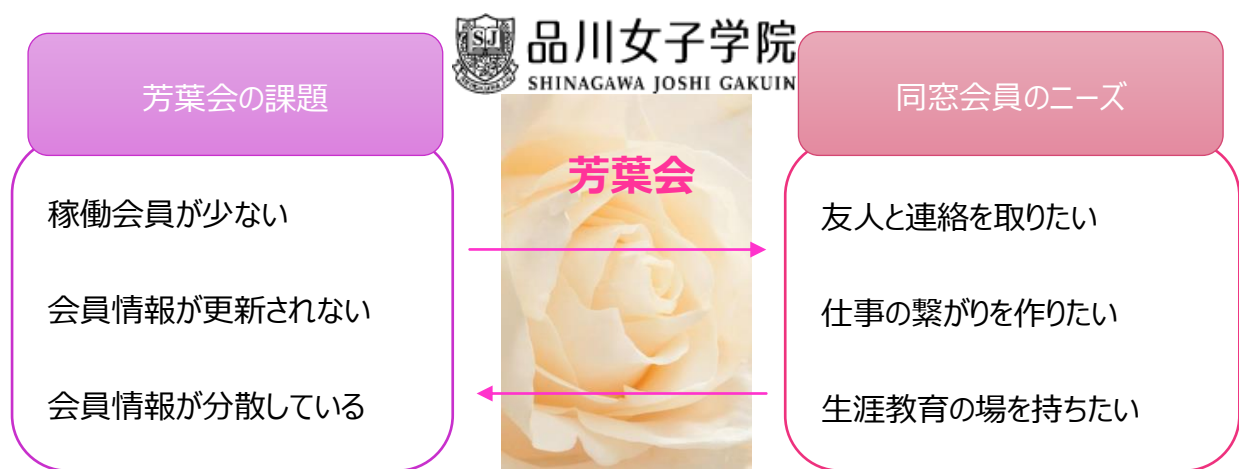 品川女子学院
SHINAGAWA JOSHI GAKUIN
SJ
芳葉会の課題
稼働会員が少ない
会員情報が更新されない
会員情報が分散している
芳葉会
同窓会員のニーズ
友人と連絡を取りたい
仕事の繋がりを作りたい
生涯教育の場を持ちたい